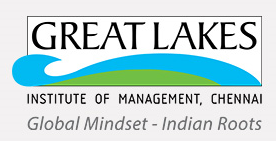 GREAT LAKES
INSTITUTE OF MANAGEMENT, CHENNAI
Global Mindset - Indian Roots